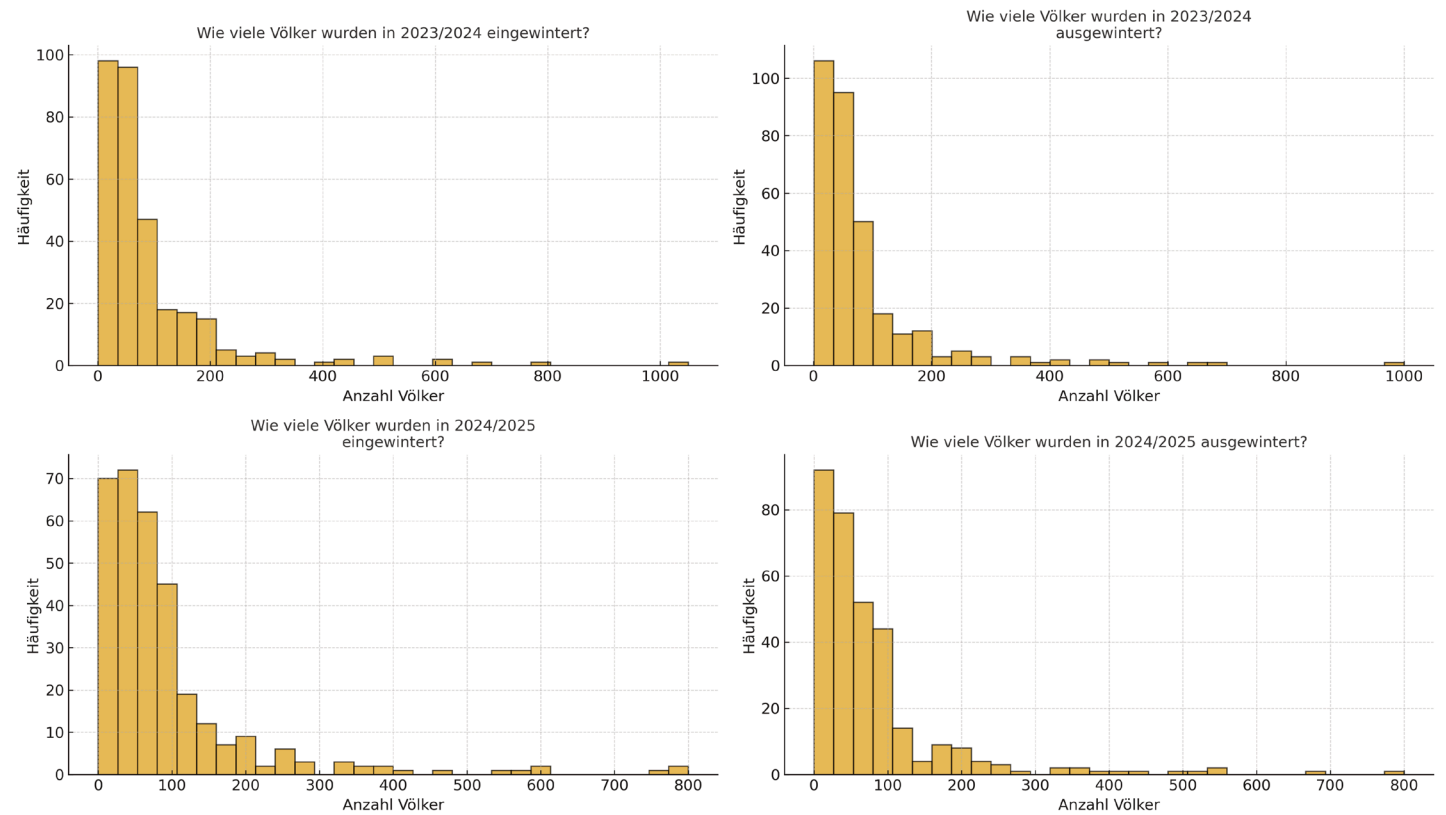 Wie viele Völker wurden in 2023/2024 eingewintert?
100
80
60
40
20
0
Häufigkeit
0 200 400 600 800 1000
Anzahl Völker
Wie viele Völker wurden in 2023/2024
ausgewintert?
100
80
60
40
20
0
Häufigkeit
0 200 400 600 800 1000
Anzahl Völker
Wie viele Völker wurden in 2024/2025
eingewintert?
70
60
50
40
30
20
10
0
Häufigkeit
0 100 200 300 400 500 600 700 800
Anzahl Völker
Wie viele Völker wurden in 2024/2025 ausgewintert?
80
60
40
20
0
Häufigkeit
0 100 200 300 400 500 600 700 800
Anzahl Völker